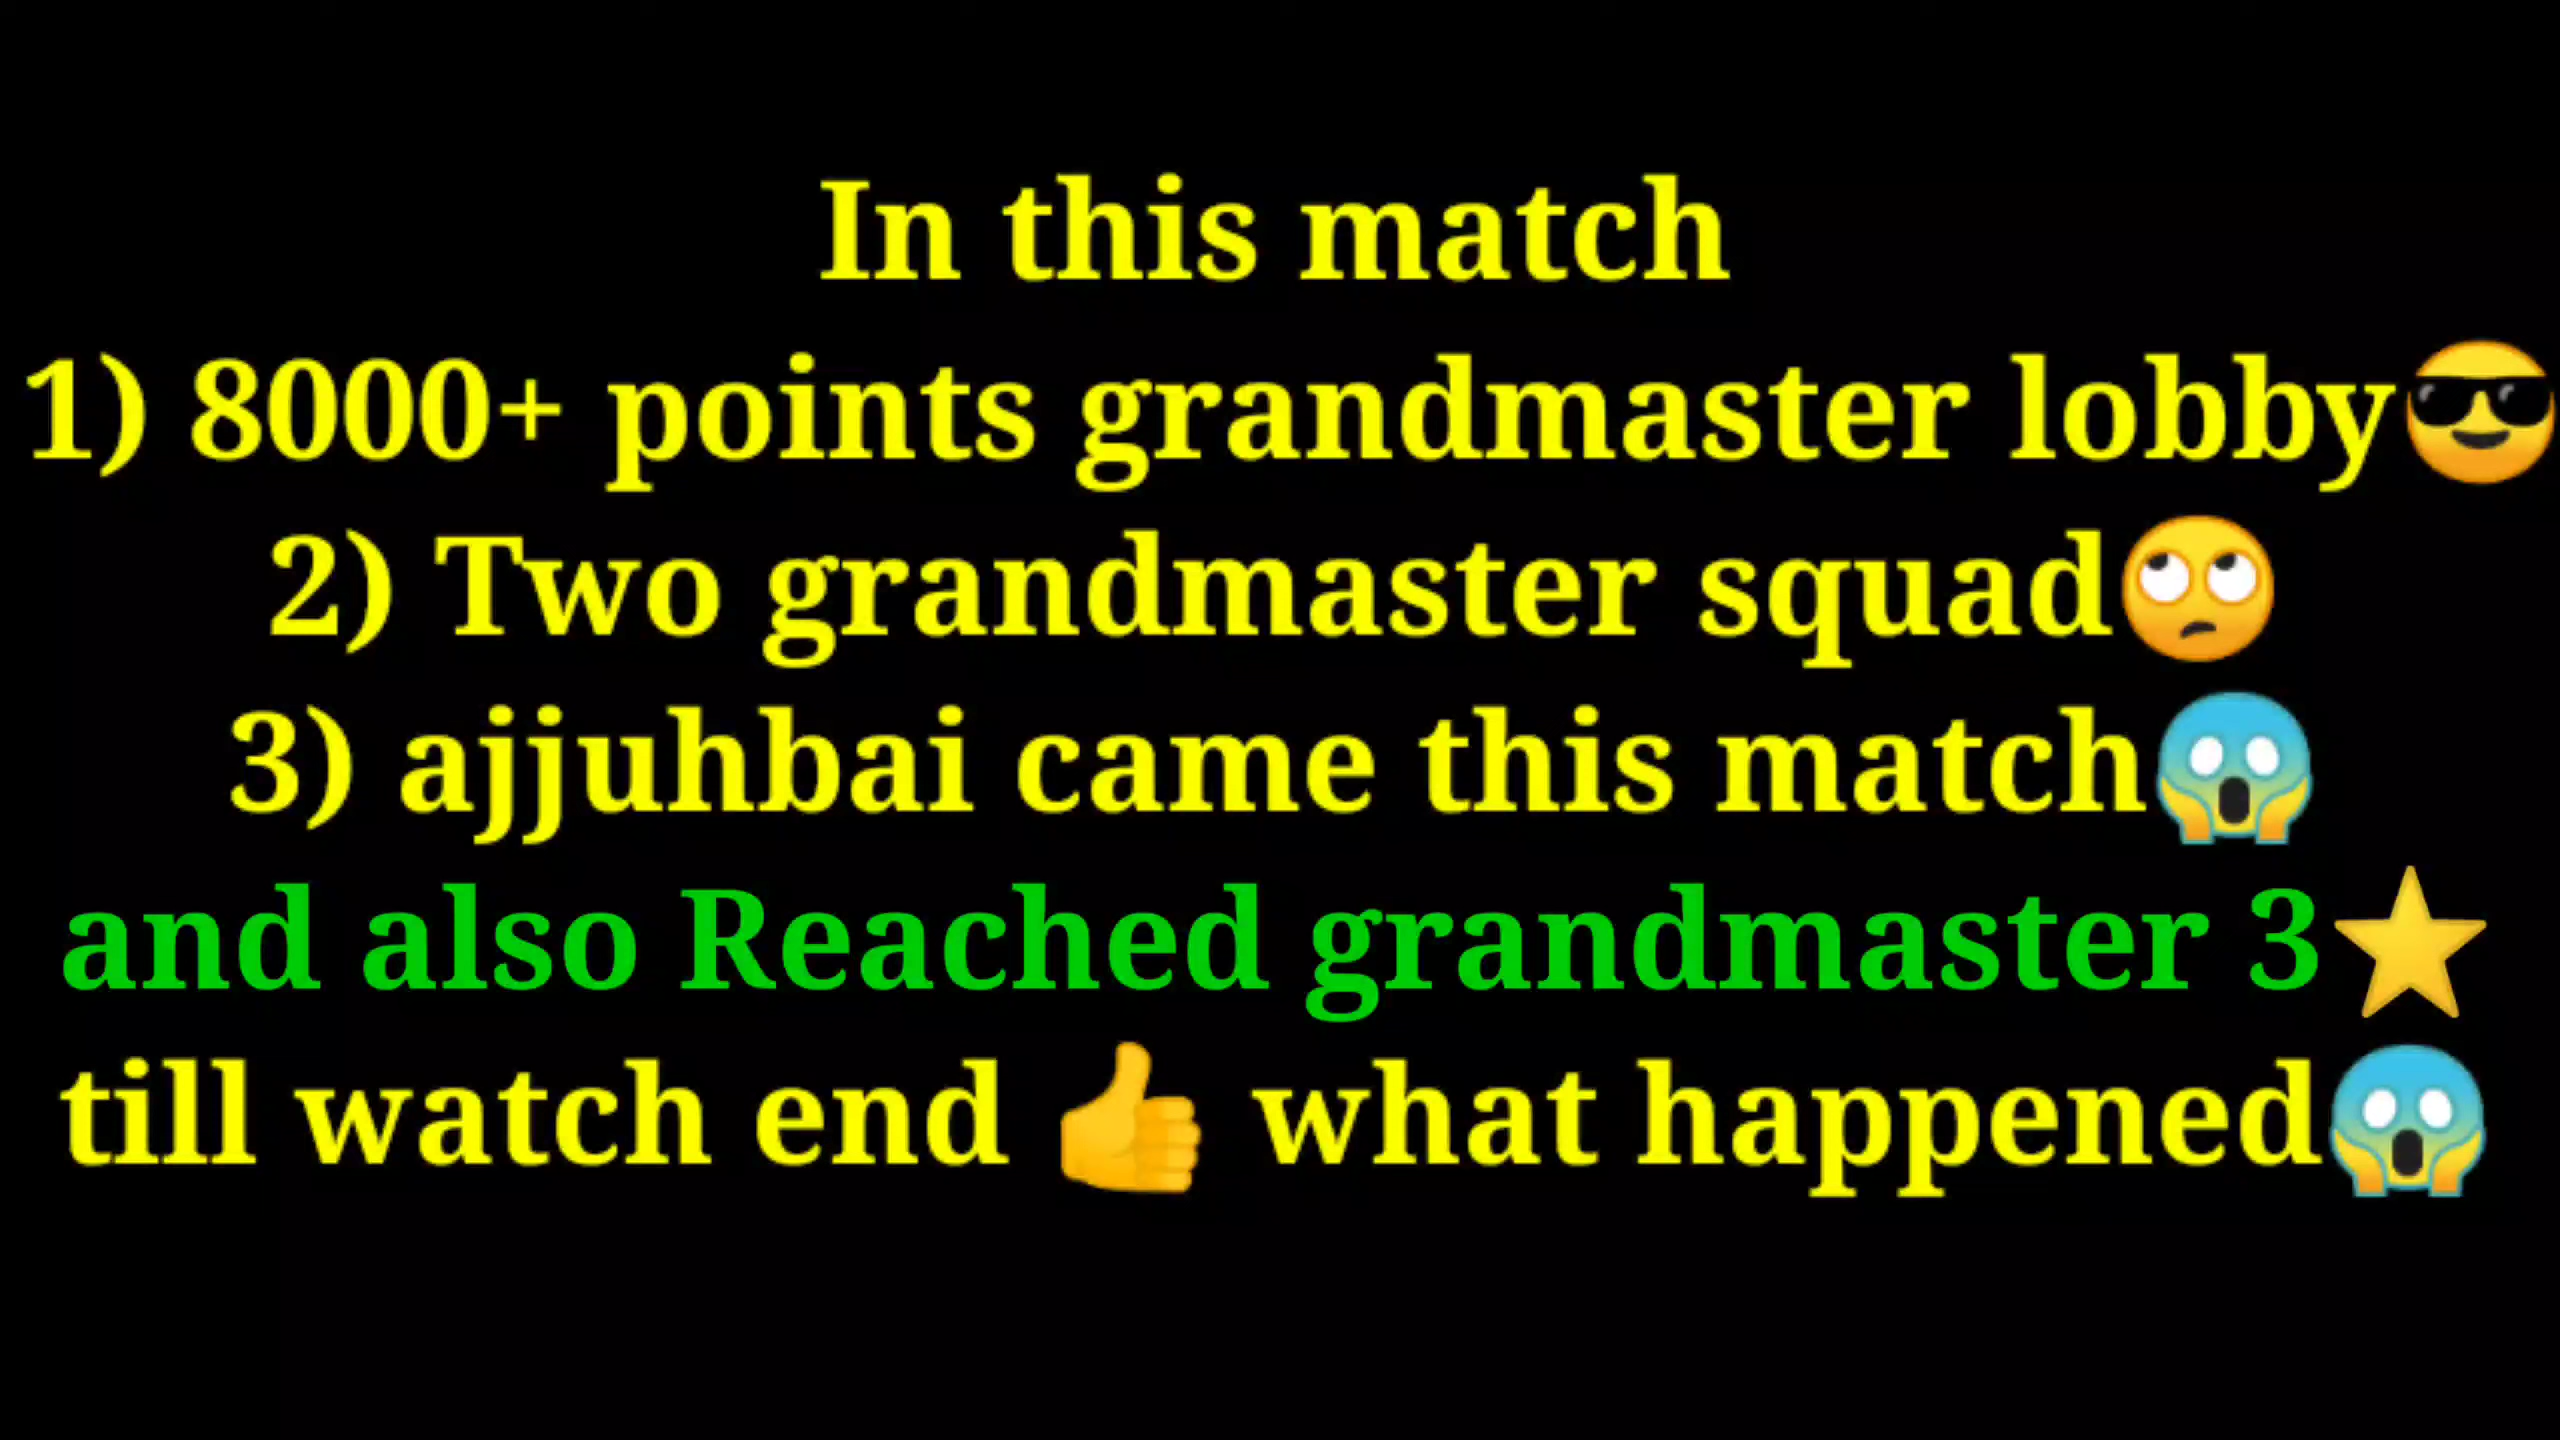 In this match
1) 8000+ points grandmaster lobby😎
2) Two grandmaster squad🙄
3) ajjuhbai came this match😱
and also Reached grandmaster 3⭐
till watch end 👍 what happened😱